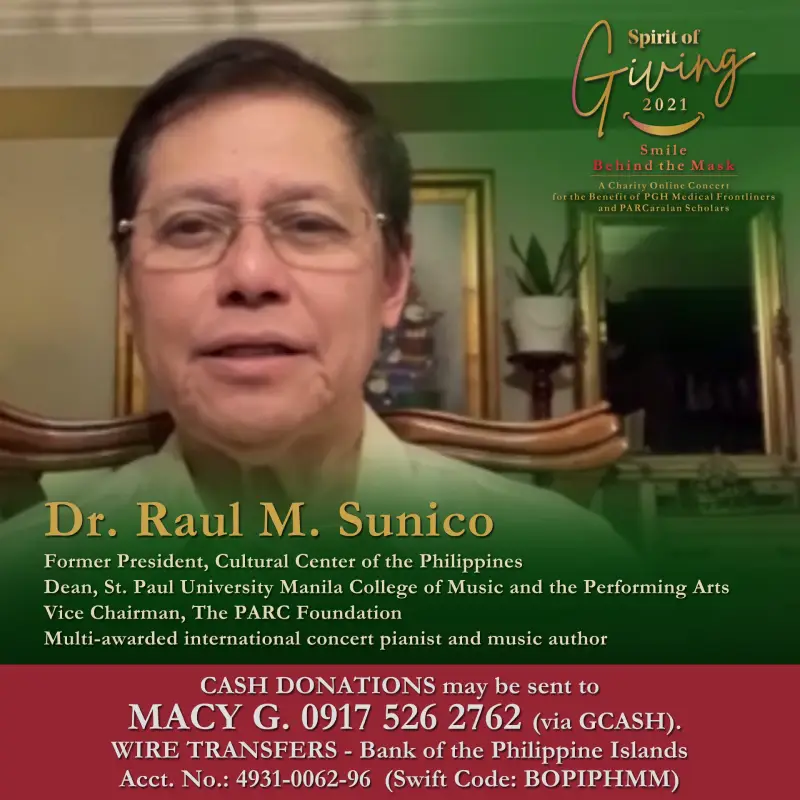 Spirit of
Giving
2021
Smile
Behind the Mask
A Charity Online Concert
for the Benefit of PGH Medical Frontliners
and PARCaralan Scholars
Dr. Raul M. Sunico
Former President, Cultural Center of the Philippines
Dean, St. Paul University Manila College of Music and the Performing Arts
Vice Chairman, The PARC Foundation
Multi-awarded international concert pianist and music author
CASH DONATIONS may be sent to
MACY G. 0917 526 2762 (via GCASH).
WIRE TRANSFERS - Bank of the Philippine Islands
Acct. No.: 4931-0062-96 (Swift Code: BOPIPHMM)